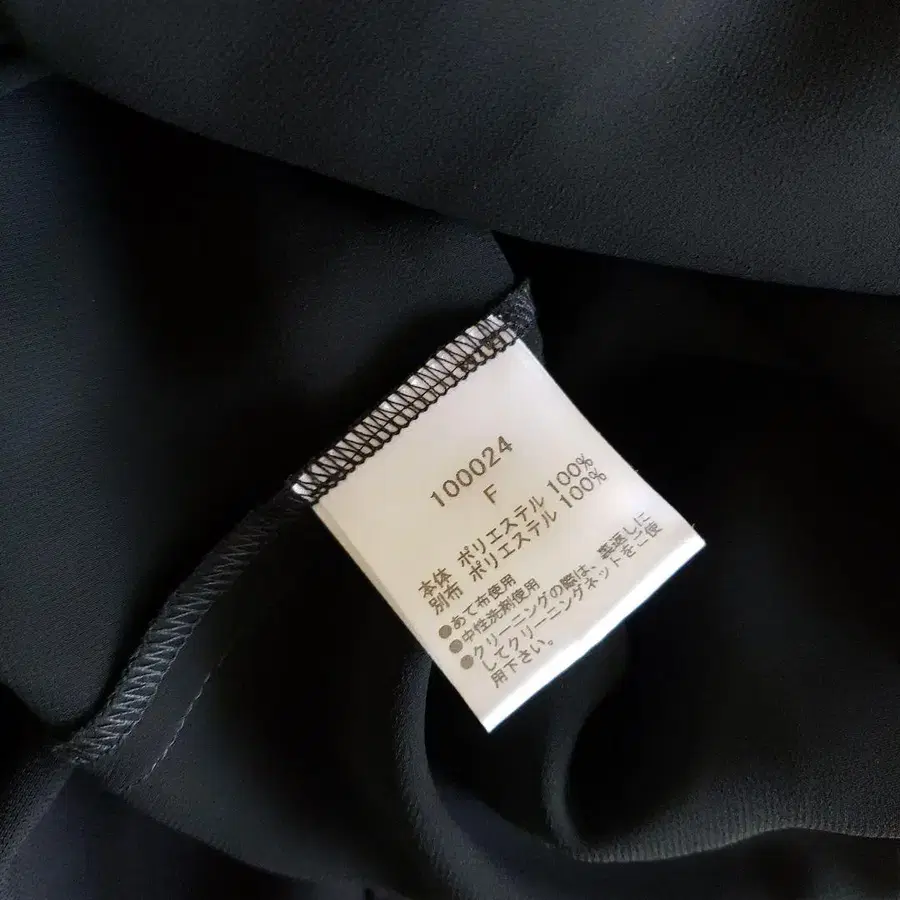 100024
F
本体 ポリエステル 100%
別布 ポリエステル 100%
●あて布使用
●中性洗剤使用
●クリーニングの際は、裏返しに
してクリーニングネットをご使
用下さい。